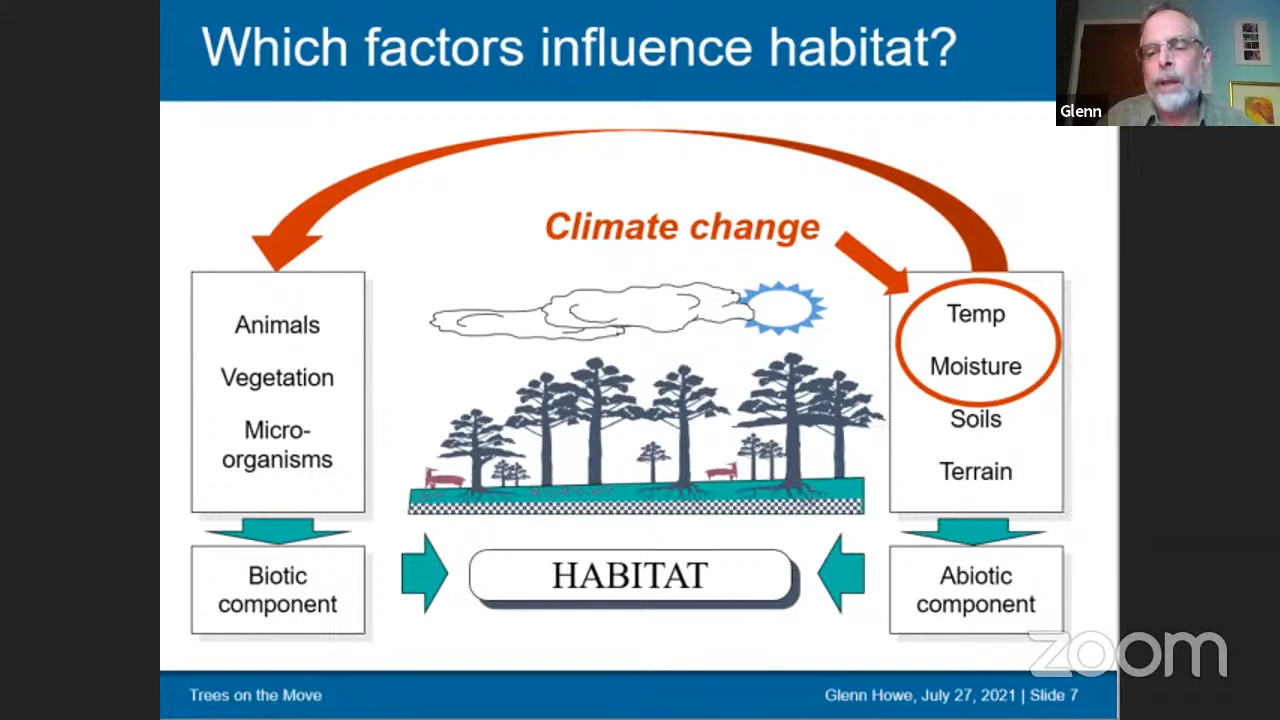 Which factors influence habitat?
Glenn
Climate change
Animals
Vegetation
Micro-
organisms
Temp
Moisture
Soils
Terrain
Biotic
component
HABITAT
Abiotic
component
zoom
Trees on the Move
Glenn Howe, July 27, 2021 | Slide 7